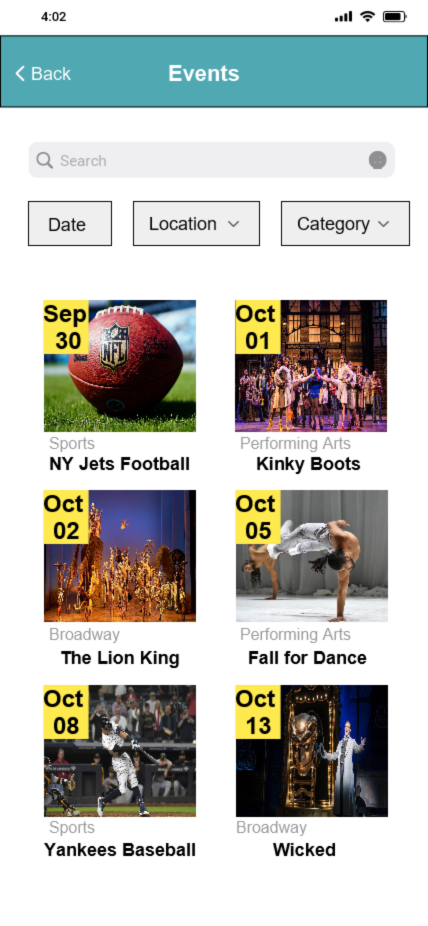 4:02
Back
Events
Search
Date
Location
Category
Sep
30
NFL
Oct
01
Sports
NY Jets Football
Performing Arts
Kinky Boots
Oct
02
Oct
05
Broadway
The Lion King
Performing Arts
Fall for Dance
Oct
08
Oct
13
Sports
Yankees Baseball
Broadway
Wicked